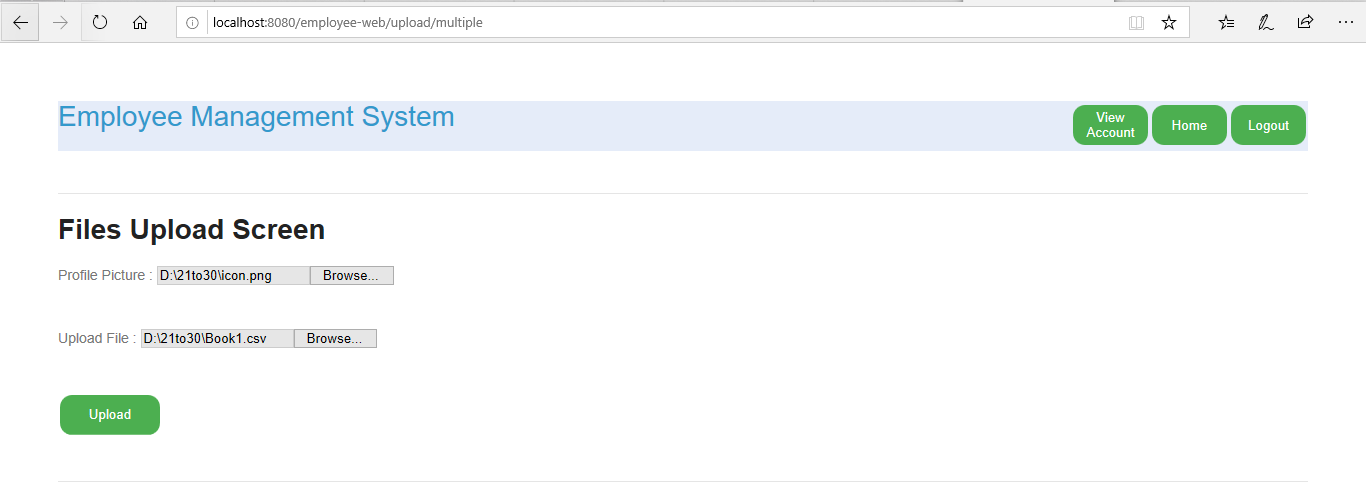 localhost:8080/employee-web/upload/multiple
Employee Management System
View
Account
Home
Logout
Files Upload Screen
Profile Picture : D:\21to30\icon.png Browse...
Upload File : D:\21to30\Book1.csv Browse...
Upload